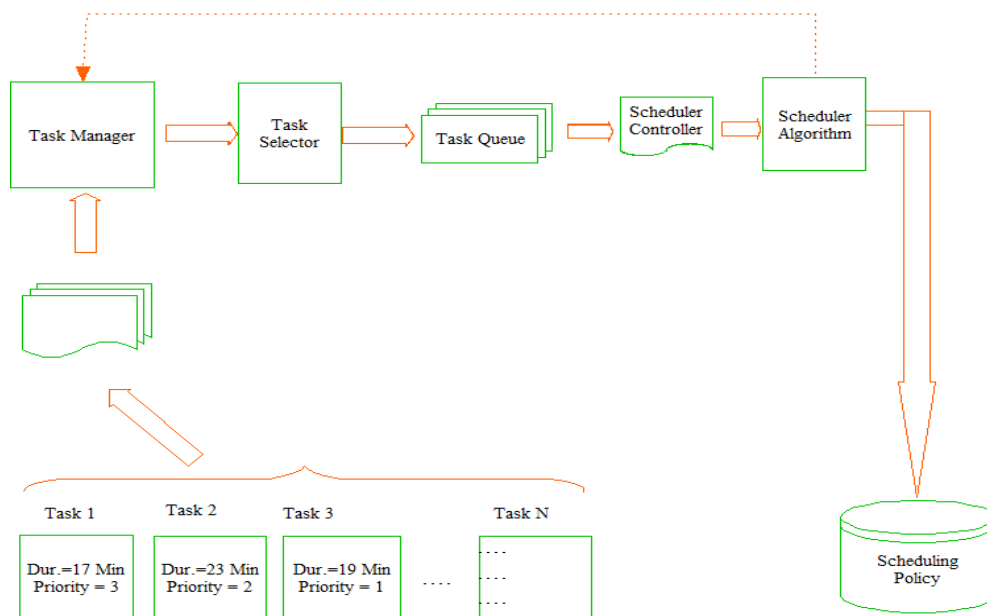 Task Manager
Task
Selector
Task Queue
Scheduler
Controller
Scheduler
Algorithm
Task 1
Task 2
Task 3
Task N
Dur.=17 Min
Priority = 3
Dur.=23 Min
Priority = 2
Dur.=19 Min
Priority = 1
....
....
....
....
Scheduling
Policy